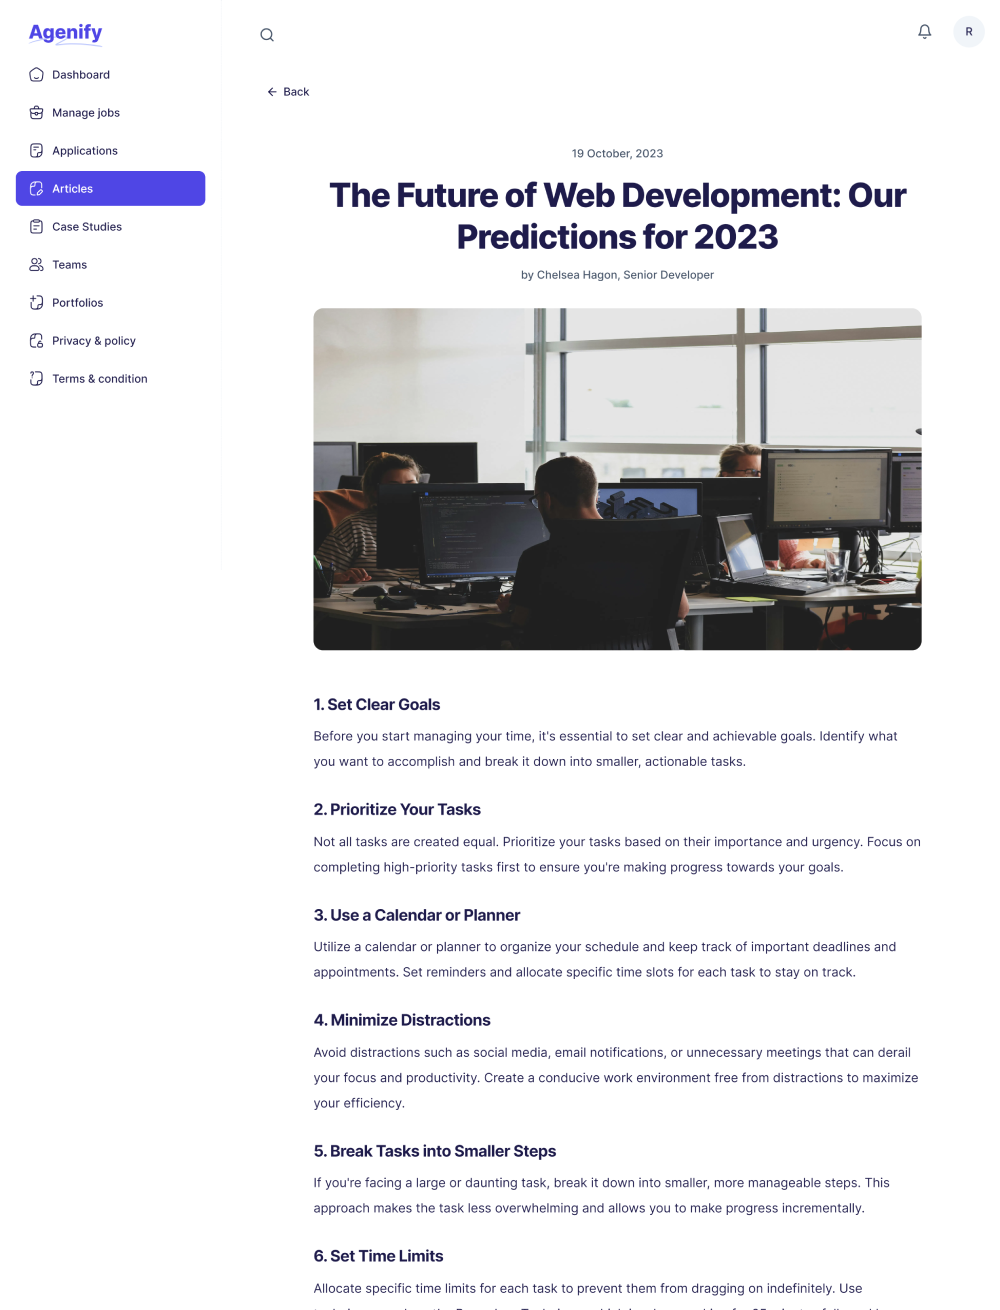 Agenify
Dashboard
Manage jobs
Applications
Articles
Case Studies
Teams
Portfolios
Privacy & policy
Terms & condition
R
Back
19 October, 2023
The Future of Web Development: Our
Predictions for 2023
by Chelsea Hagon, Senior Developer
1. Set Clear Goals
Before you start managing your time, it's essential to set clear and achievable goals. Identify what
you want to accomplish and break it down into smaller, actionable tasks.
2. Prioritize Your Tasks
Not all tasks are created equal. Prioritize your tasks based on their importance and urgency. Focus on
completing high-priority tasks first to ensure you're making progress towards your goals.
3. Use a Calendar or Planner
Utilize a calendar or planner to organize your schedule and keep track of important deadlines and
appointments. Set reminders and allocate specific time slots for each task to stay on track.
4. Minimize Distractions
Avoid distractions such as social media, email notifications, or unnecessary meetings that can derail
your focus and productivity. Create a conducive work environment free from distractions to maximize
your efficiency.
5. Break Tasks into Smaller Steps
If you're facing a large or daunting task, break it down into smaller, more manageable steps. This
approach makes the task less overwhelming and allows you to make progress incrementally.
6. Set Time Limits
Allocate specific time limits for each task to prevent them from dragging on indefinitely. Use